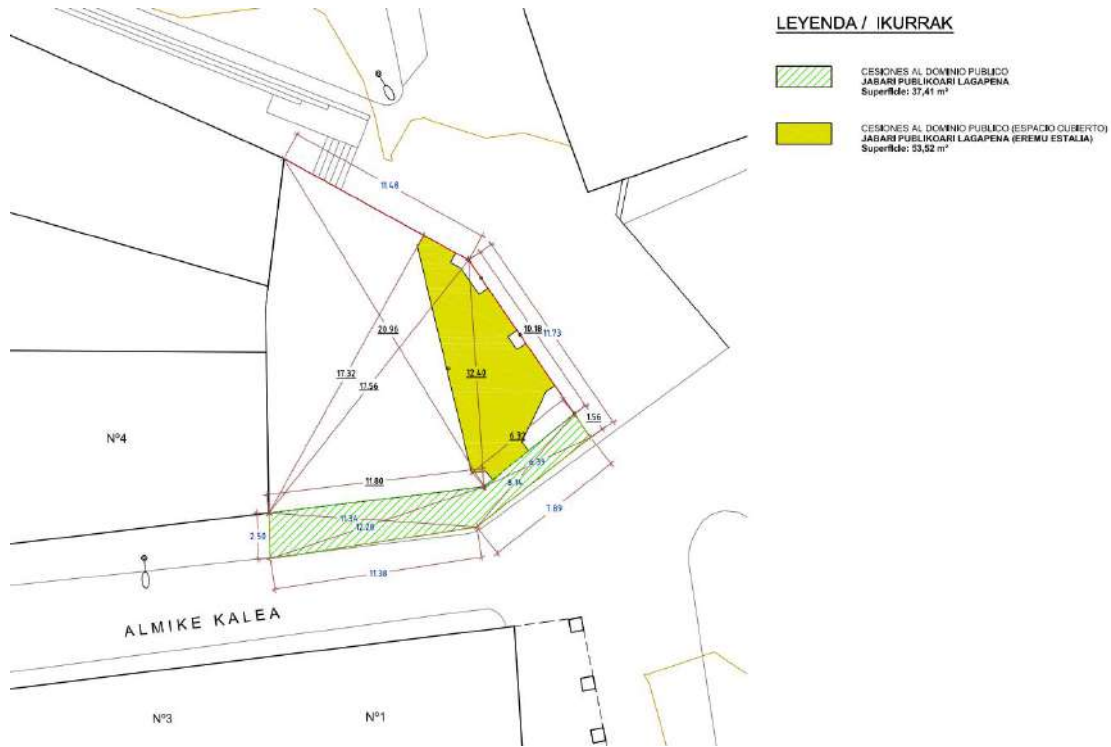 LEYENDA / IKURRAK
CESIONES AL DOMINIO PUBLICO
JABARI PUBLIKOARI LAGAPENA
Superficie: 37,41 m²
CESIONES AL DOMINIO PUBLICO (ESPACIO CUBIERTO)
JABARI PUBLIKOARI LAGAPENA (EREMU ESTALIA)
Superficie: 53,52 m²
11.48
20.96
10.18
11.73
17.32
17.56
12.40
1.56
6.32
Nº4
11.80
6.39
8.14
7.89
11.34
12.28
2.50
11.38
ALMIKE KALEA
Nº3
Nº1